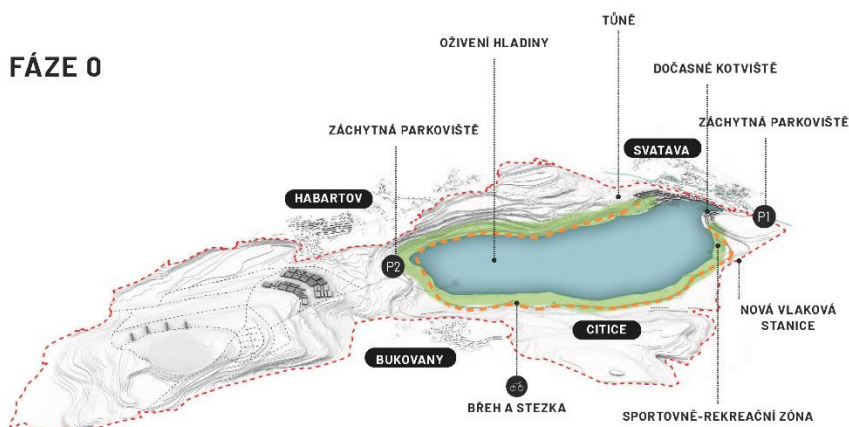 FÁZE 0
TŮNĚ
OŽIVENÍ HLADINY
DOČASNÉ KOTVIŠTĚ
ZÁCHYTNÁ PARKOVIŠTĚ
ZÁCHYTNÁ PARKOVIŠTĚ
SVATAVA
HABARTOV
P1
P2
NOVÁ VLAKOVÁ
STANICE
CITICE
BUKOVANY
BŘEH A STEZKA
SPORTOVNĚ-REKREAČNÍ ZÓNA